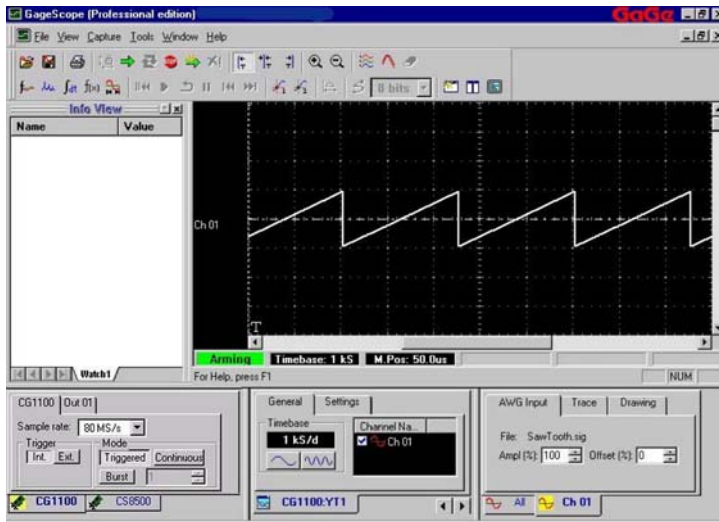 GageScope (Professional edition)
GaGe
File View Capture Tools Window Help
8 bits
Info View
Name Value
Ch 01
T
Watch1
Arming Timebase: 1 kS M.Pos: 50.0us
For Help, press F1
NUM
CG1100 Out 01
Sample rate: 80 MS/s
Trigger
Int. Ext.
Mode
Triggered Continuous
Burst 1
CG1100 CS8500
General Settings
Timebase
1 kS/d
Channel Na...
Ch 01
CG1100:YT1
AWG Input Trace Drawing
File: SawTooth.sig
Ampl (%): 100 Offset (%): 0
All Ch 01